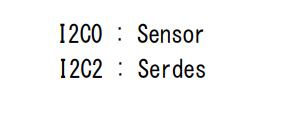 I2C0 : Sensor
I2C2 : Serdes